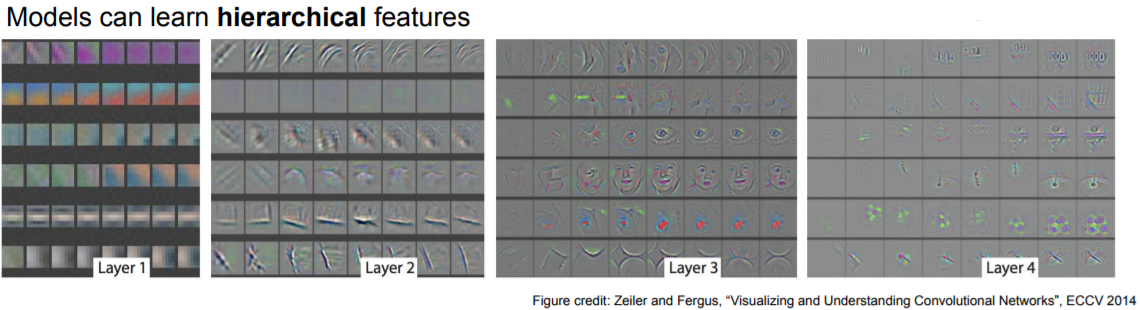 Models can learn hierarchical features
Layer 1
Layer 2
Layer 3
Layer 4
Figure credit: Zeiler and Fergus, “Visualizing and Understanding Convolutional Networks”, ECCV 2014